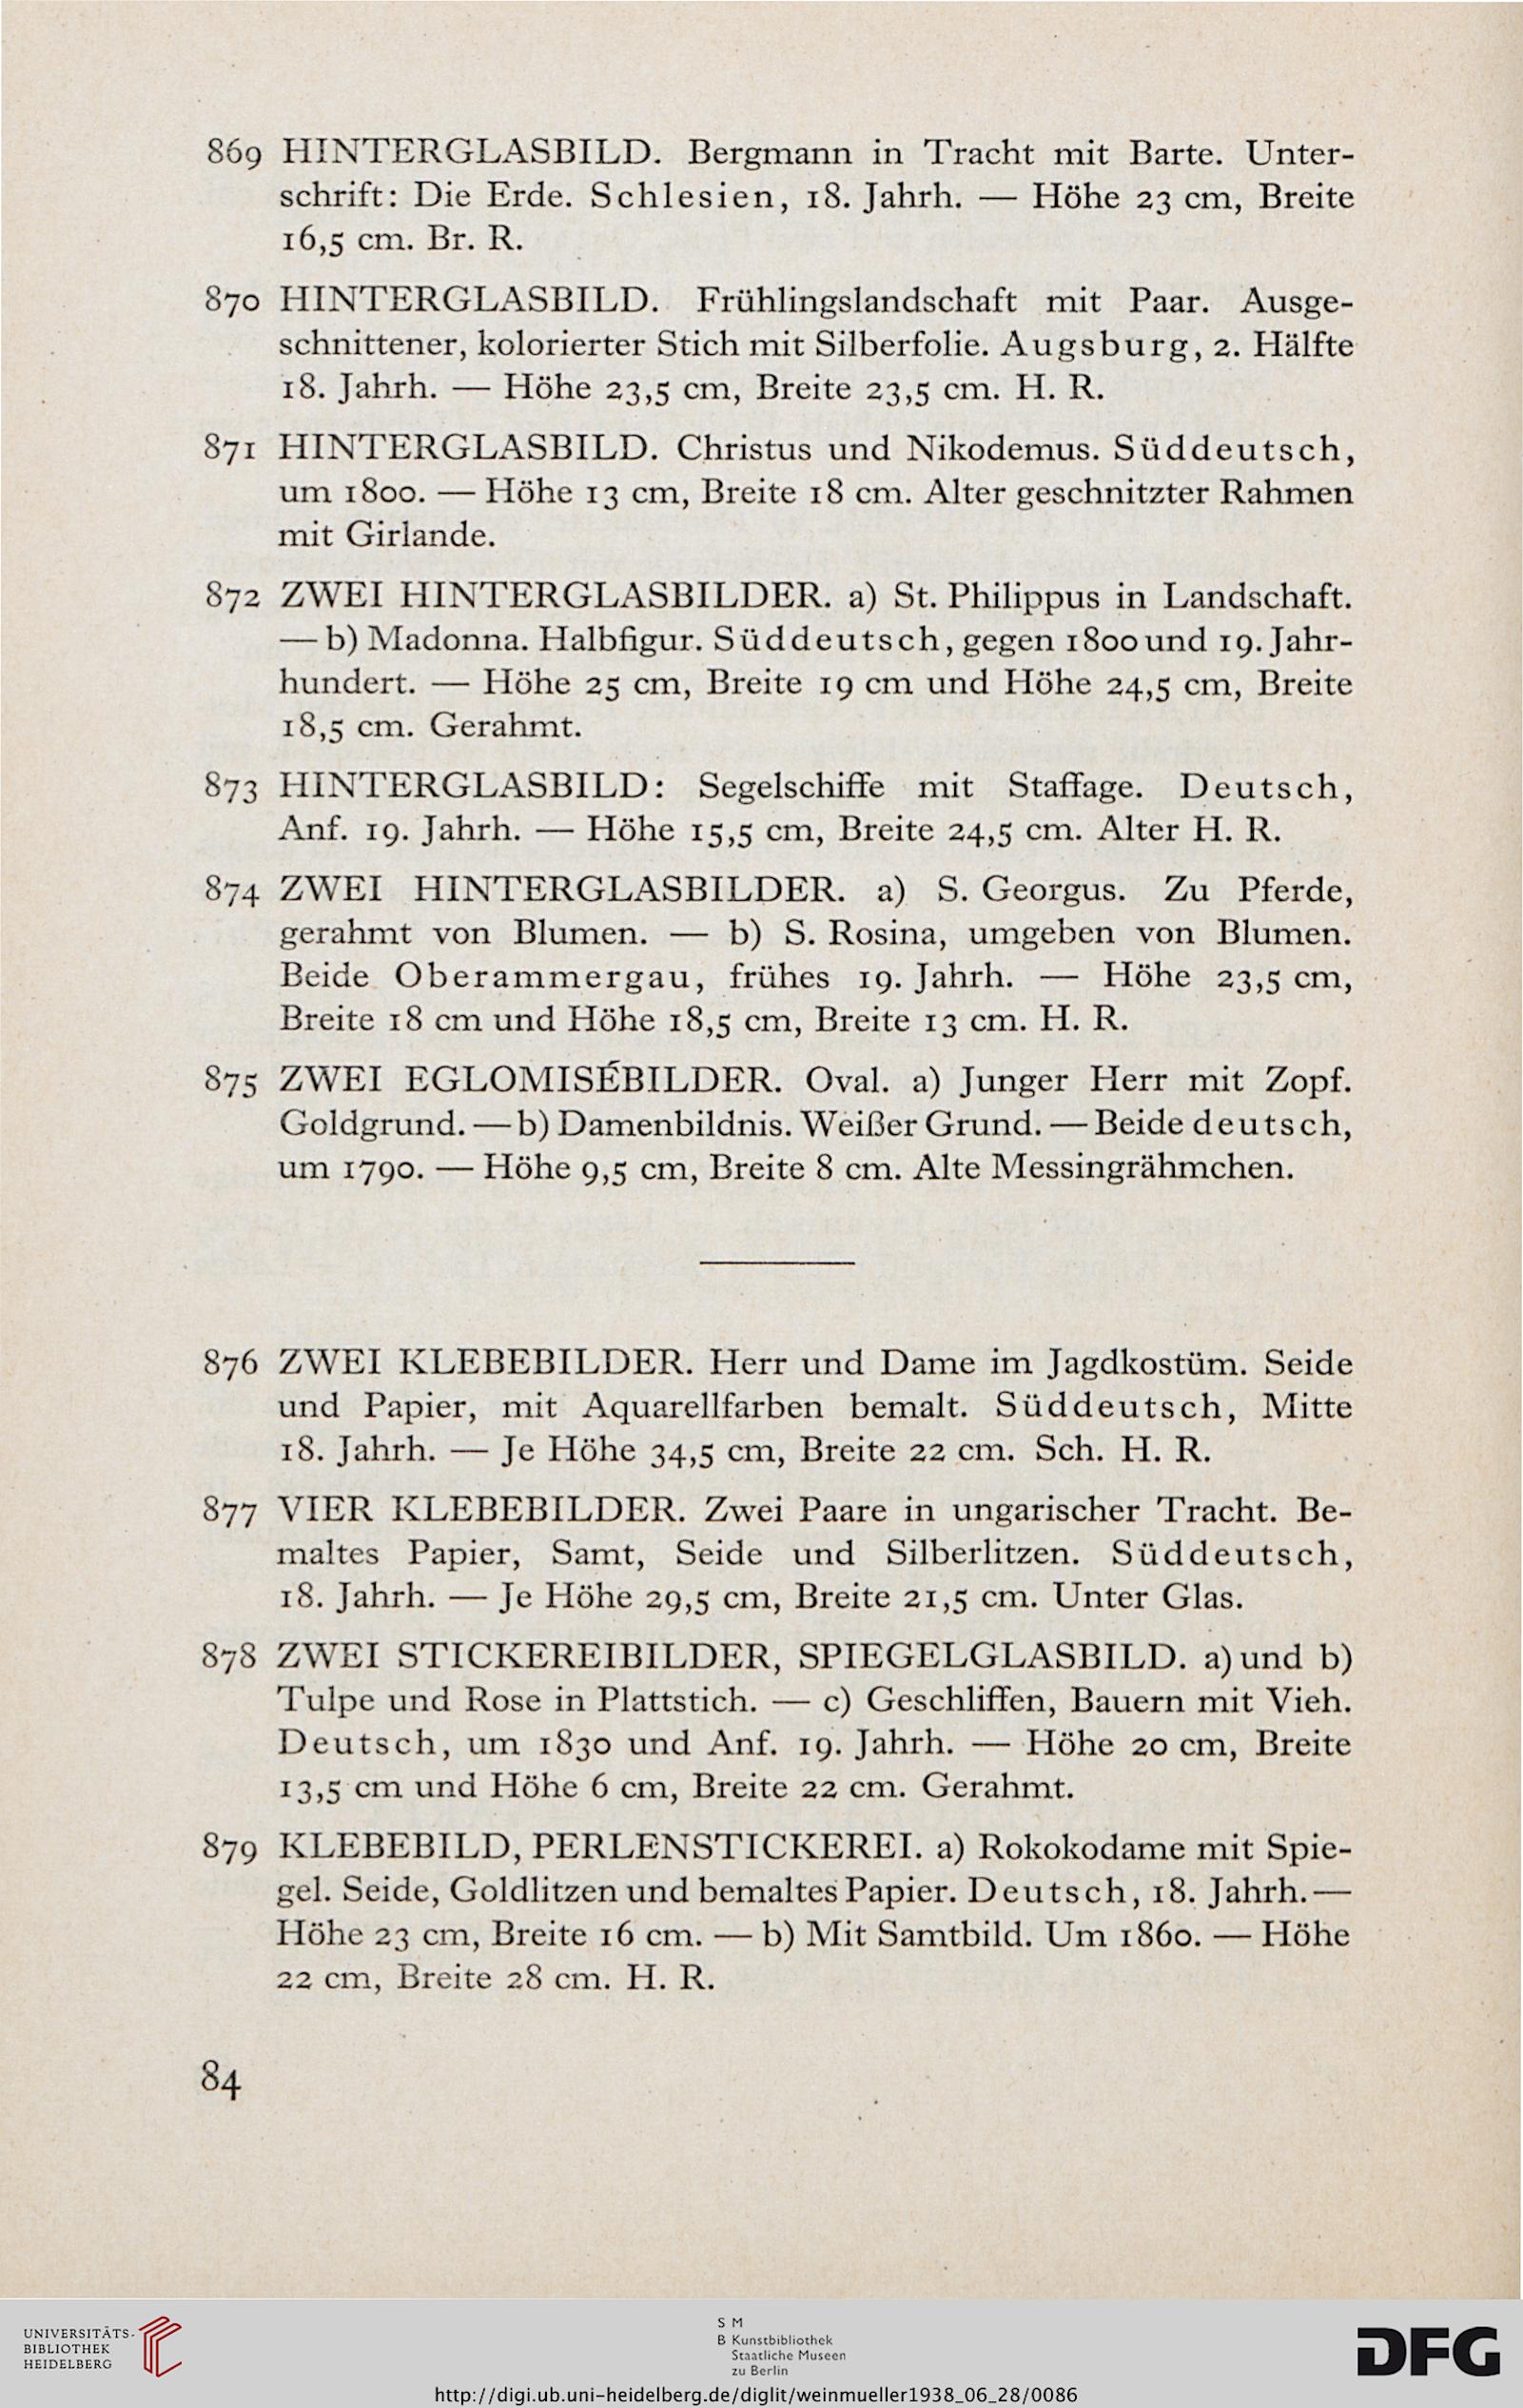 869 HINTERGLASBILD. Bergmann in Tracht mit Barte. Unter-
schrift: Die Erde. Schlesien, 18. Jahrh. — Höhe 23 cm, Breite
16,5 cm. Br. R.
870 HINTERGLASBILD. Frühlingslandschaft mit Paar. Ausge-
schnittener, kolorierter Stich mit Silberfolie. Augsburg, 2. Hälfte
18. Jahrh. — Höhe 23,5 cm, Breite 23,5 cm. H. R.
871 HINTERGLASBILD. Christus und Nikodemus. Süddeutsch,
um 1800. — Höhe 13 cm, Breite 18 cm. Alter geschnitzter Rahmen
mit Girlande.
872 ZWEI HINTERGLASBILDER. a) St. Philippus in Landschaft.
— b) Madonna. Halbfigur. Süddeutsch, gegen 1800 und 19. Jahr-
hundert. — Höhe 25 cm, Breite 19 cm und Höhe 24,5 cm, Breite
18,5 cm. Gerahmt.
873 HINTERGLASBILD: Segelschiffe mit Staffage. Deutsch,
Anf. 19. Jahrh. — Höhe 15,5 cm, Breite 24,5 cm. Alter H. R.
874 ZWEI HINTERGLASBILDER. a) S. Georgus. Zu Pferde,
gerahmt von Blumen. — b) S. Rosina, umgeben von Blumen.
Beide Oberammergau, frühes 19. Jahrh. — Höhe 23,5 cm,
Breite 18 cm und Höhe 18,5 cm, Breite 13 cm. H. R.
875 ZWEI EGLOMISÉBILDER. Oval. a) Junger Herr mit Zopf.
Goldgrund. — b) Damenbildnis. Weißer Grund. — Beide deutsch,
um 1790. — Höhe 9,5 cm, Breite 8 cm. Alte Messingrähmchen.
876 ZWEI KLEBEBILDER. Herr und Dame im Jagdkostüm. Seide
und Papier, mit Aquarellfarben bemalt. Süddeutsch, Mitte
18. Jahrh. — Je Höhe 34,5 cm, Breite 22 cm. Sch. H. R.
877 VIER KLEBEBILDER. Zwei Paare in ungarischer Tracht. Be-
maltes Papier, Samt, Seide und Silberlitzen. Süddeutsch,
18. Jahrh. — Je Höhe 29,5 cm, Breite 21,5 cm. Unter Glas.
878 ZWEI STICKEREIBILDER, SPIEGELGLASBILD. a) und b)
Tulpe und Rose in Plattstich. — c) Geschliffen, Bauern mit Vieh.
Deutsch, um 1830 und Anf. 19. Jahrh. — Höhe 20 cm, Breite
13,5 cm und Höhe 6 cm, Breite 22 cm. Gerahmt.
879 KLEBEBILD, PERLENSTICKEREI. a) Rokokodame mit Spie-
gel. Seide, Goldlitzen und bemaltes Papier. Deutsch, 18. Jahrh. —
Höhe 23 cm, Breite 16 cm. — b) Mit Samtbild. Um 1860. — Höhe
22 cm, Breite 28 cm. H. R.
84
UNIVERSITÄTS-
BIBLIOTHEK
HEIDELBERG
S M
B Kunstbibliothek
Staatliche Museen
zu Berlin
DFG
http://digi.ub.uni-heidelberg.de/diglit/weinmueller1938_06_28/0086